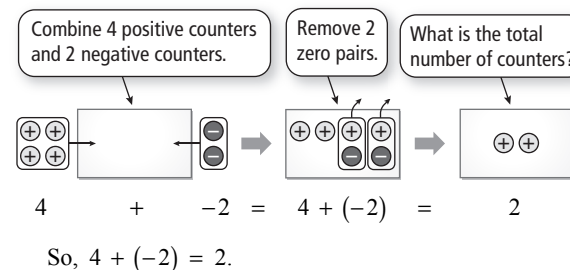 Combine 4 positive counters
and 2 negative counters.
Remove 2
zero pairs.
What is the total
number of counters?
4 + −2 = 4 + (−2) = 2
So, 4 + (−2) = 2.